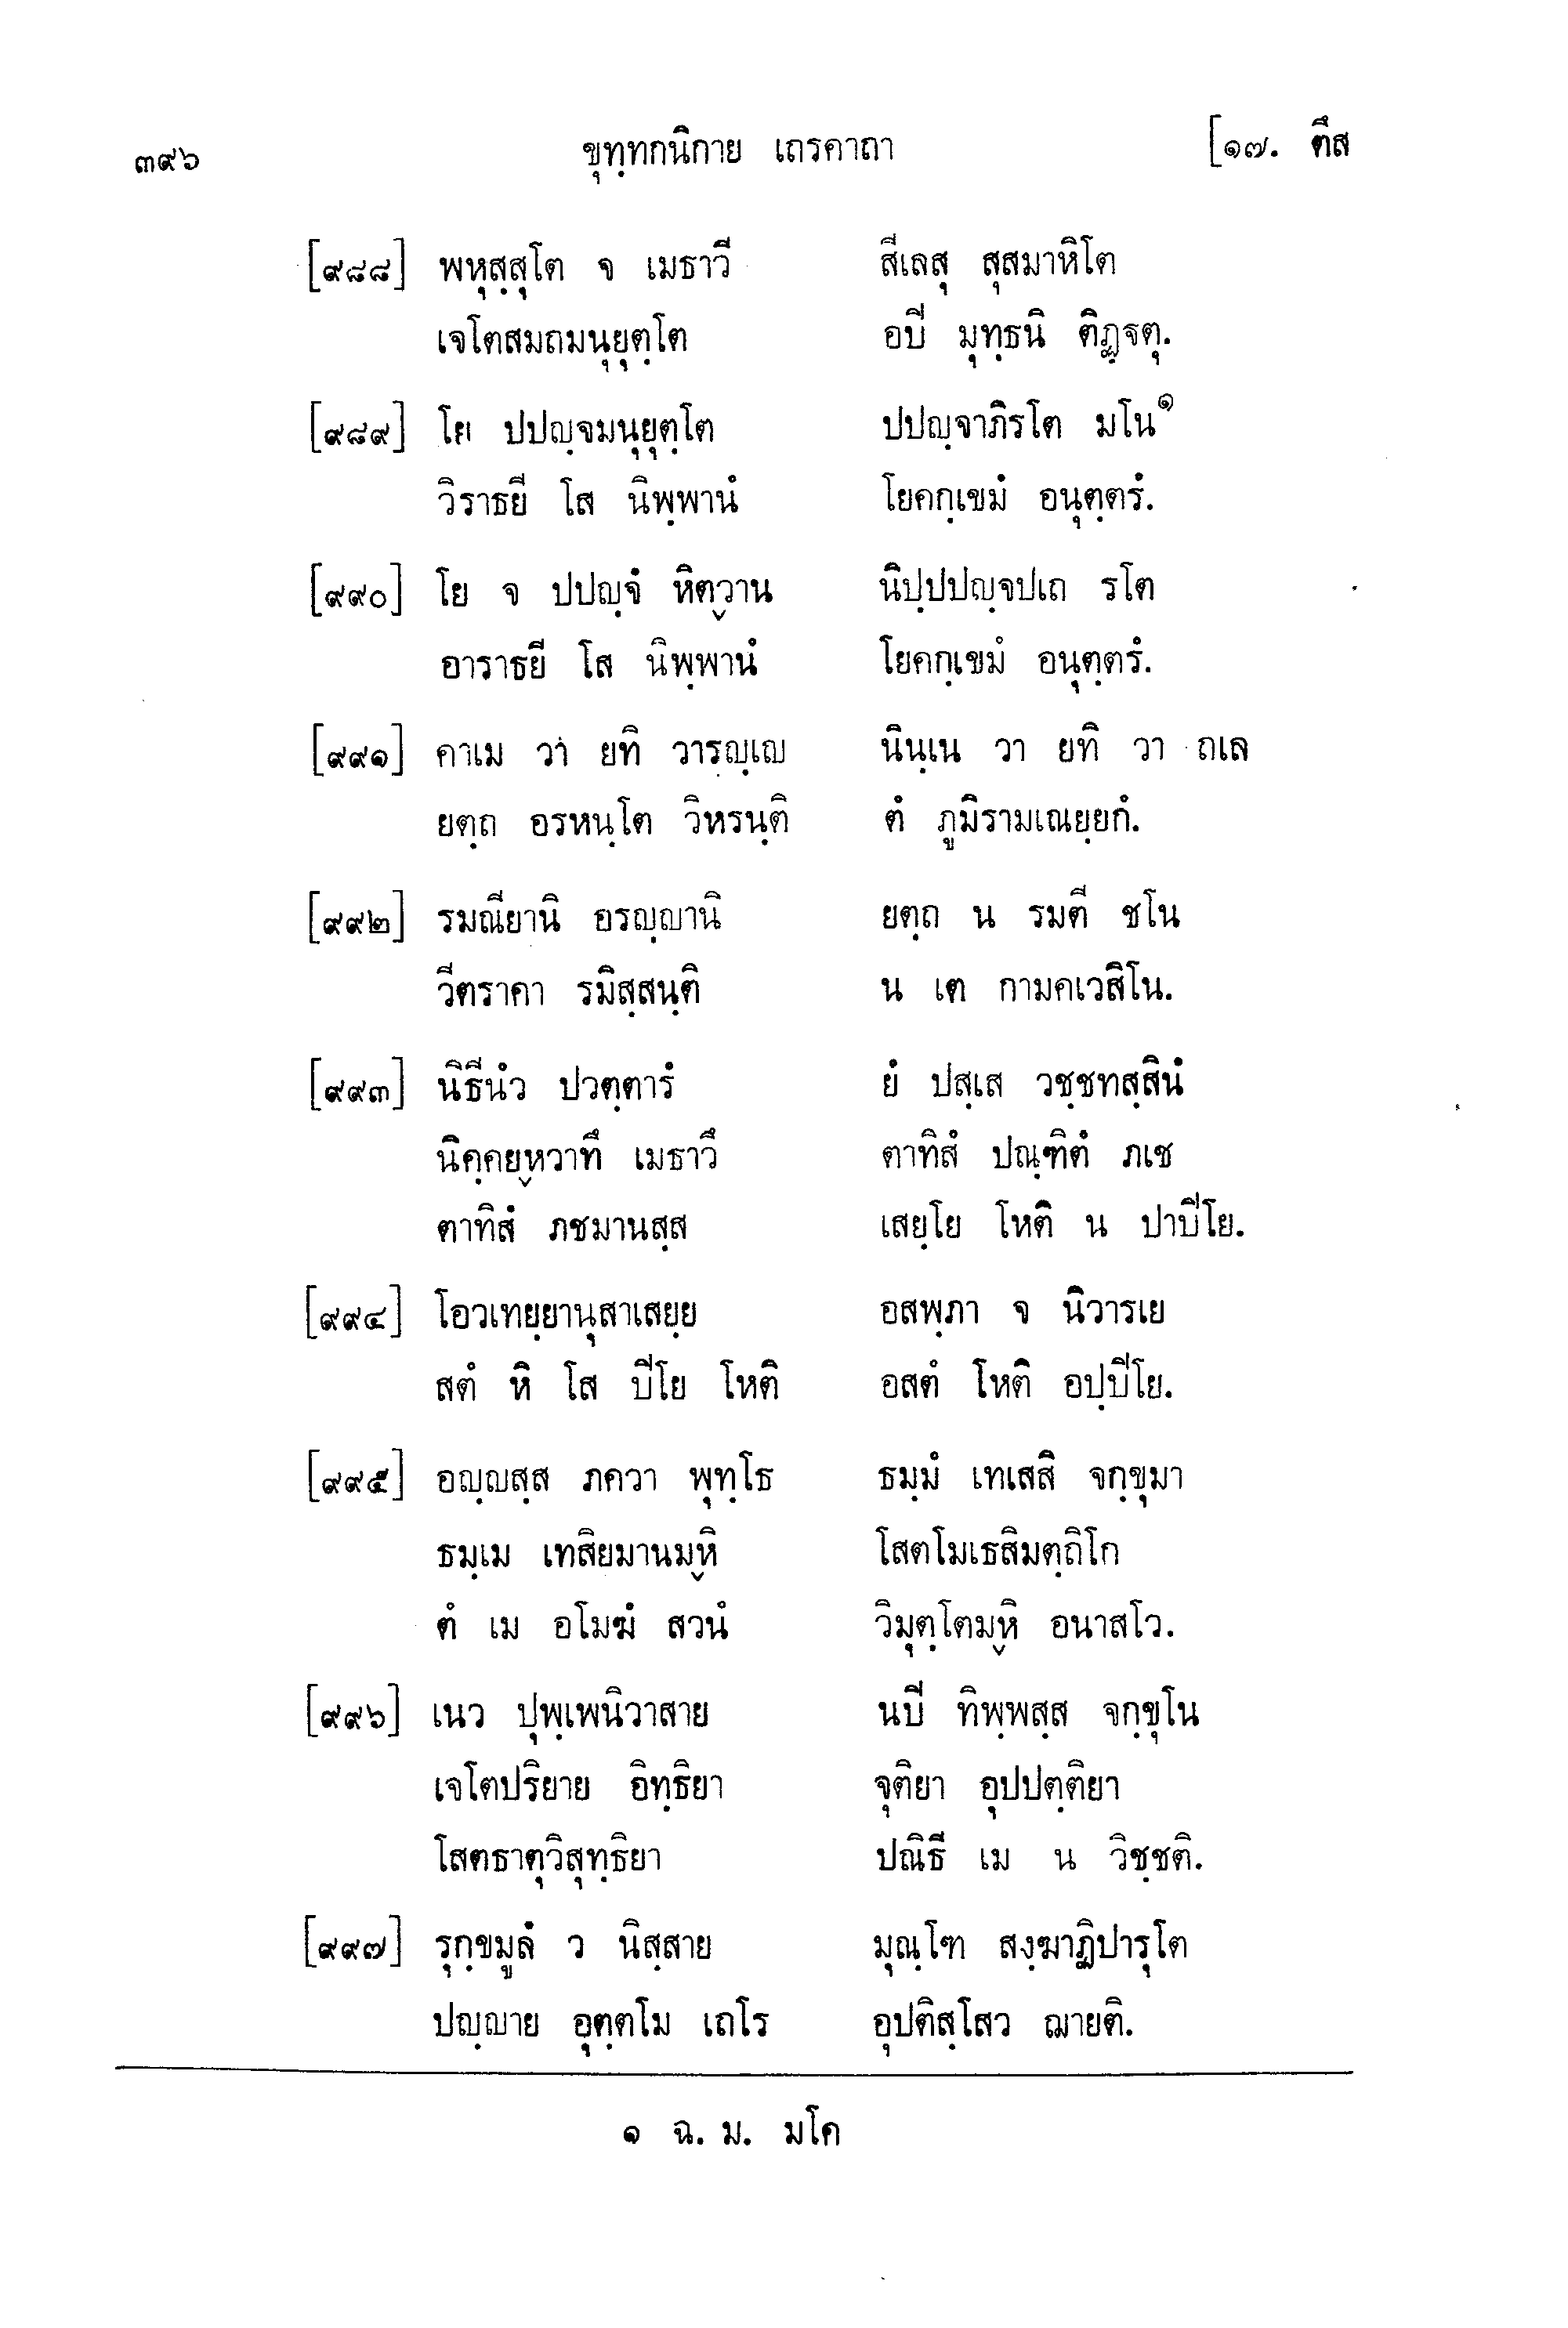 ๓๙๖ ขุทฺทกนิกาย เถรคาถา [๑๗. ตึส
[๙๘๘] พหุสฺสุโต จ เมธาวี สีเลสุ สุสมาหิโต
เจโตสมถมนุยุตฺโต อปิ มุทฺธนิ ติฏฺฐตุ.
[๙๘๙] โย ปปญฺจมนุยุตฺโต ปปญฺจาภิรโต มโน๑
วิราธยี โส นิพฺพานํ โยคกฺเขมํ อนุตฺตรํ.
[๙๙๐] โย จ ปปญฺจํ หิตฺวาน นิปฺปปญฺจปเถ รโต
อาราธยี โส นิพฺพานํ โยคกฺเขมํ อนุตฺตรํ.
[๙๙๑] คาเม วา ยทิ วารญฺเญ นินฺเน วา ยทิ วา ถเล
ยตฺถ อรหนฺโต วิหรนฺติ ตํ ภูมิรามเณยฺยกํ.
[๙๙๒] รมณียานิ อรญฺญานิ ยตฺถ น รมตี ชโน
วีตราคา รมิสฺสนฺติ น เต กามคเวสิโน.
[๙๙๓] นิธีนํว ปวตฺตารํ ยํ ปสฺเส วชฺชทสฺสินํ
นิคฺคยฺหวาทึ เมธาวึ ตาทิสํ ปณฺฑิตํ ภเช
ตาทิสํ ภชมานสฺส เสยฺโย โหติ น ปาปิโย.
[๙๙๔] โอวเทยฺยานุสาเสยฺย อสพฺภา จ นิวารเย
สตํ หิ โส ปิโย โหติ อสตํ โหติ อปฺปิโย.
[๙๙๕] อญฺญสฺส ภควา พุทฺโธ ธมฺมํ เทเสสิ จกฺขุมา
ธมฺเม เทสิยมานมฺหิ โสตโมเธสิมตฺถิโก
ตํ เม อโมฆํ สวนํ วิมุตฺโตมฺหิ อนาสโว.
[๙๙๖] เนว ปุพฺเพนิวาสาย นปิ ทิพฺพสฺส จกฺขุโน
เจโตปริยาย อิทฺธิยา จุติยา อุปปตฺติยา
โสตธาตุวิสุทฺธิยา ปณิธี เม น วิชฺชติ.
[๙๙๗] รุกฺขมูลํ ว นิสฺสาย มุณฺโฑ สงฺฆาฏิปารุโต
ปญฺญาย อุตฺตโม เถโร อุปติสฺโสว ฌายติ.
๑ ฉ. ม. มโค